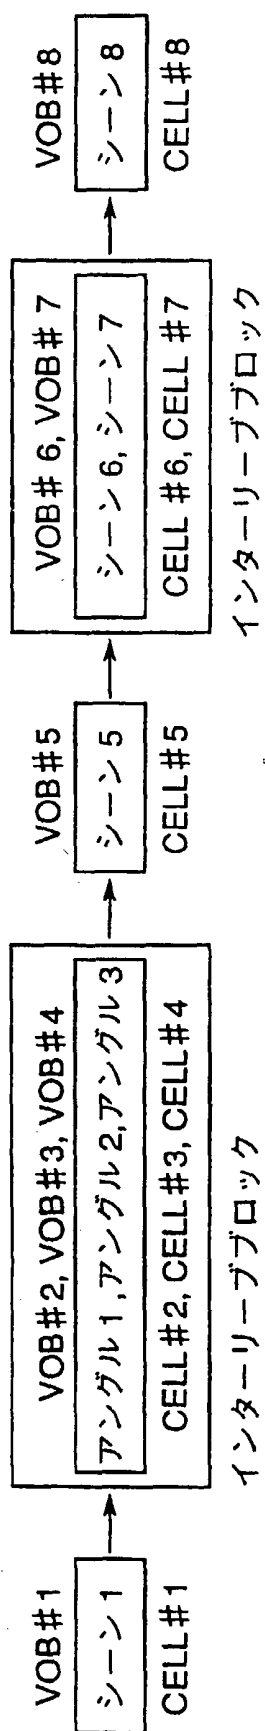 VOB#1
シーン1
CELL#1
VOB#2, VOB#3, VOB#4
アングル1,アングル2,アングル3
CELL#2, CELL#3, CELL#4
インターリーブブロック
VOB#5
シーン5
CELL#5
VOB# 6, VOB# 7
シーン6, シーン7
CELL #6, CELL #7
インターリーブブロック
VOB#8
シーン8
CELL#8